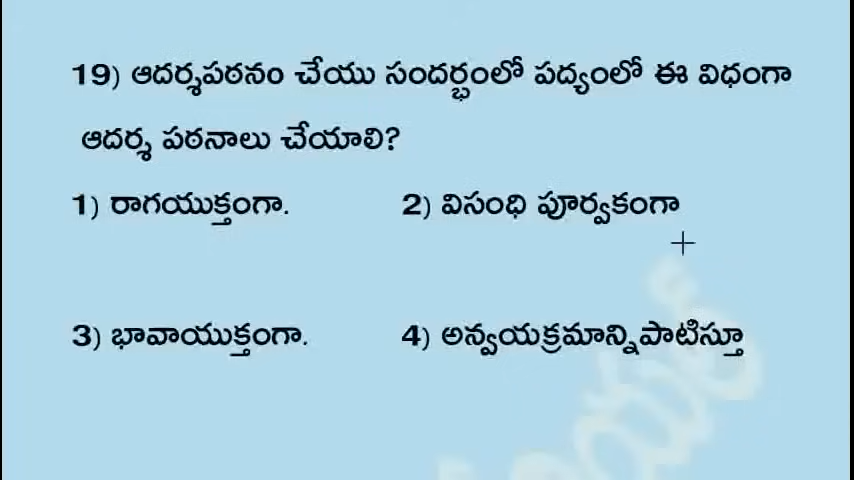 19) ఆదర్శపఠనం చేయు సందర్భంలో పద్యంలో ఈ విధంగా
ఆదర్శ పఠనాలు చేయాలి?
1) రాగయుక్తంగా. 2) విసంధి పూర్వకంగా
3) భావాయుక్తంగా. 4) అన్వయక్రమాన్నిపాటిస్తూ